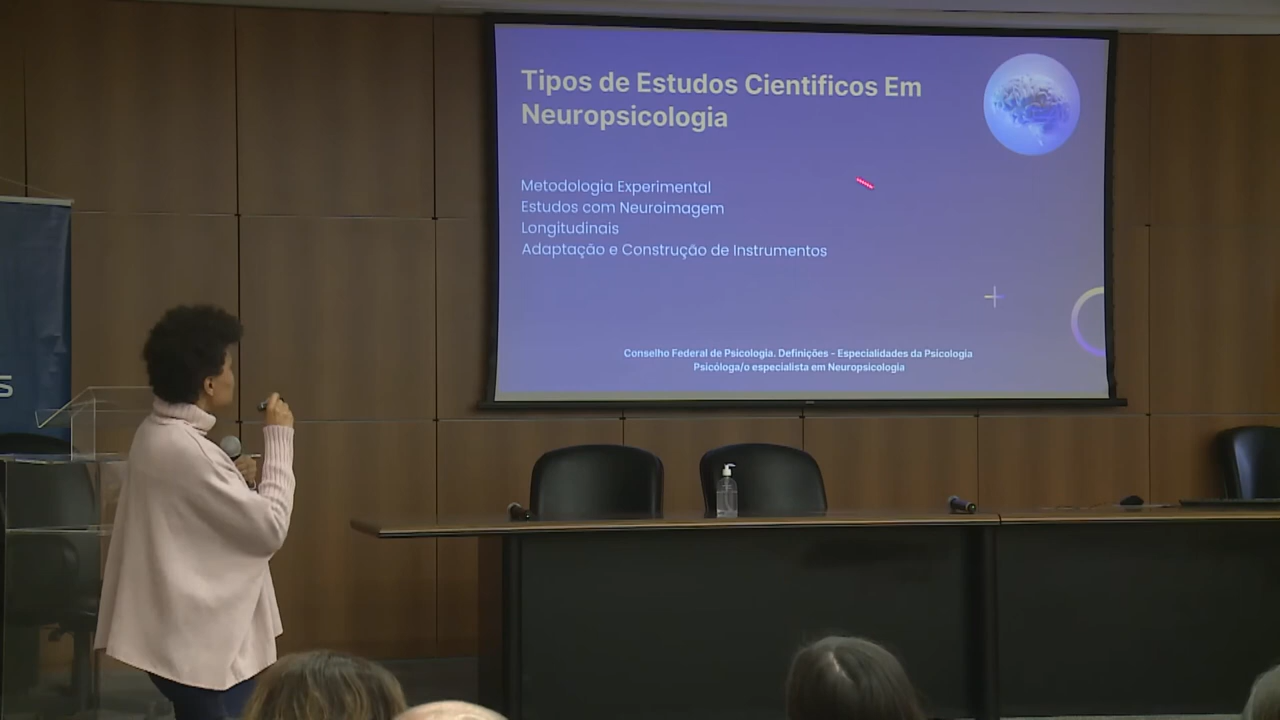 Tipos de Estudos Cientificos Em
Neuropsicologia
Metodologia Experimental
Estudos com Neuroimagem
Longitudinais
Adaptação e Construção de Instrumentos
Conselho Federal de Psicologia. Definições - Especialidades da Psicologia
Psicóloga/o especialista em Neuropsicologia
S